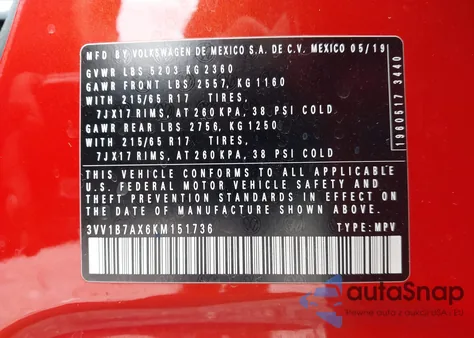 MFD BY VOLKSWAGEN DE MEXICO S.A. DE C.V. MEXICO 05/19
GVWR LBS 5203 KG 2360
GAWR FRONT LBS 2557, KG1160
WITH 215/65 R17 TIRES,
7JX17 RIMS, AT 260 KPA, 38 PSI COLD
GAWR REAR LBS 2756, KG 1250
WITH 215/65 R17 TIRES,
7JX17 RIMS, AT 260 KPA, 38 PSI COLD
THIS VEHICLE CONFORMS TO ALL APPLICABLE
U.S. FEDERAL MOTOR VEHICLE SAFETY AND
THEFT PREVENTION STANDARDS IN EFFECT ON
THE DATE OF MANUFACTURE SHOWN ABOVE.
3VV1B7AX6KM151736 TYPE: MPV
1960517 3440
autoSnap